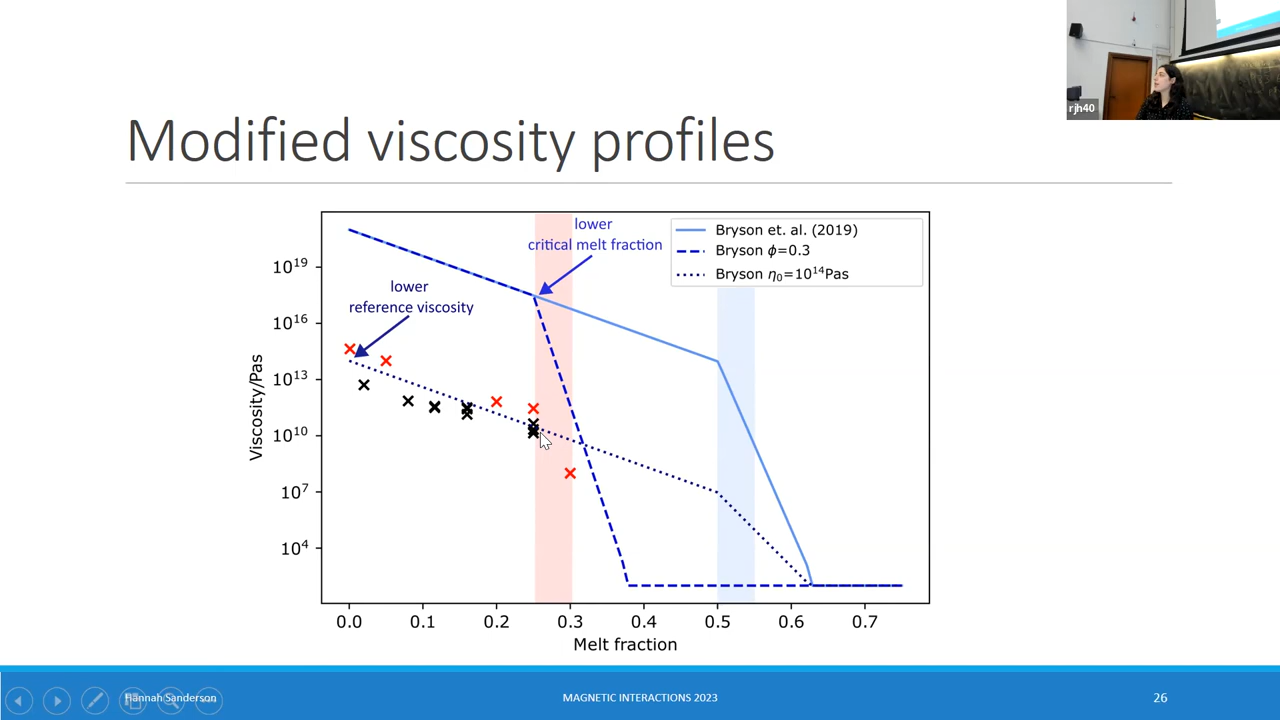 rjh40
Modified viscosity profiles
lower
critical melt fraction
lower
reference viscosity
Bryson et. al. (2019)
Bryson ϕ=0.3
Bryson η₀=10¹⁴Pas
Viscosity/Pas
10¹⁹
10¹⁶
10¹³
10¹⁰
10⁷
10⁴
0.0 0.1 0.2 0.3 0.4 0.5 0.6 0.7
Melt fraction
Hannah Sanderson
MAGNETIC INTERACTIONS 2023
26